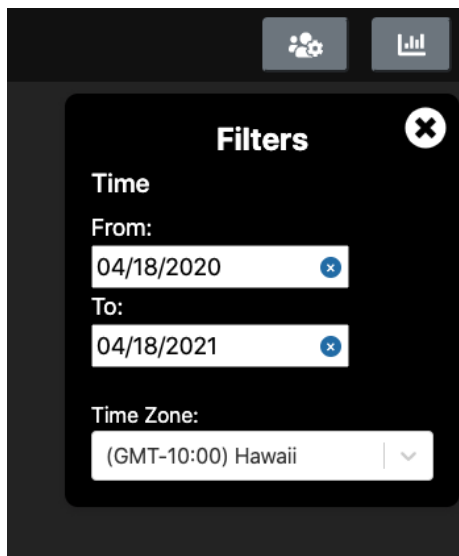 Filters
Time
From:
04/18/2020
To:
04/18/2021
Time Zone:
(GMT-10:00) Hawaii